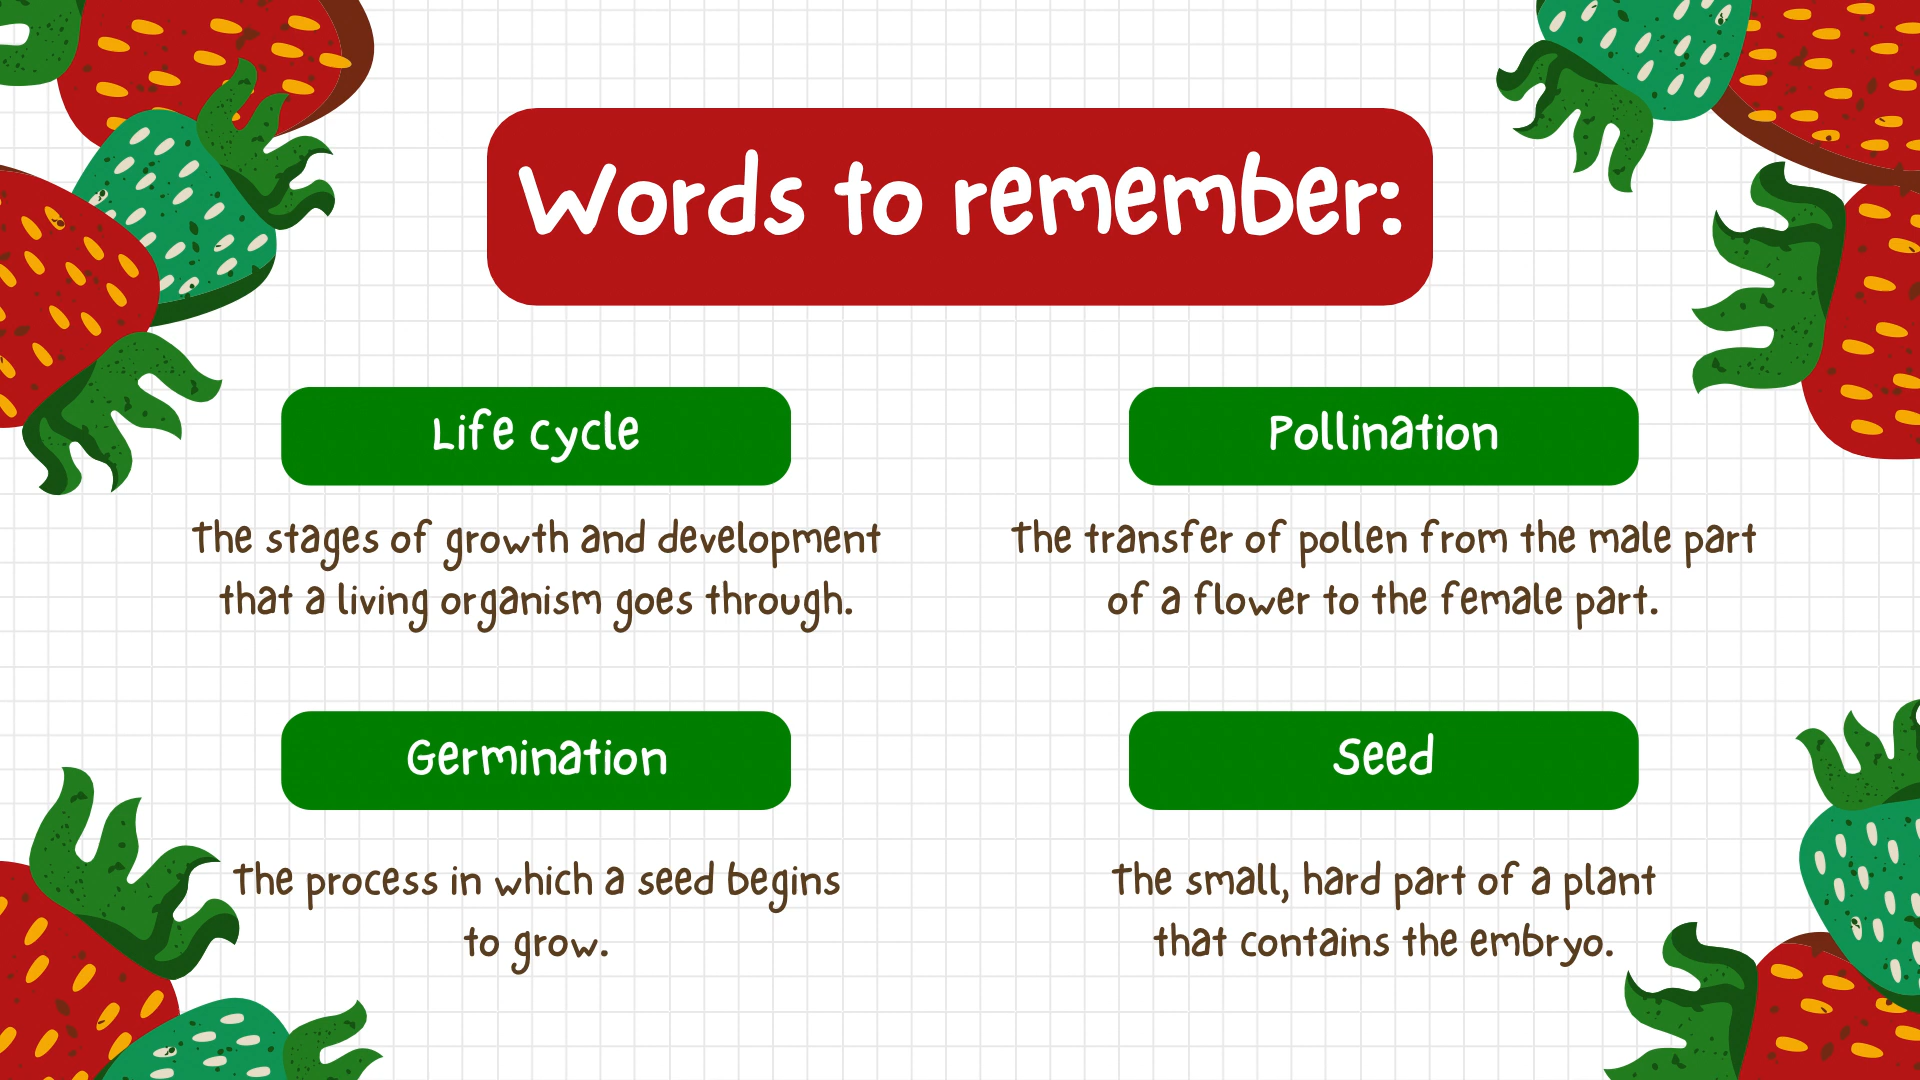 Words to remember:
Life cycle
The stages of growth and development
that a living organism goes through.
Pollination
The transfer of pollen from the male part
of a flower to the female part.
Germination
The process in which a seed begins
to grow.
Seed
The small, hard part of a plant
that contains the embryo.